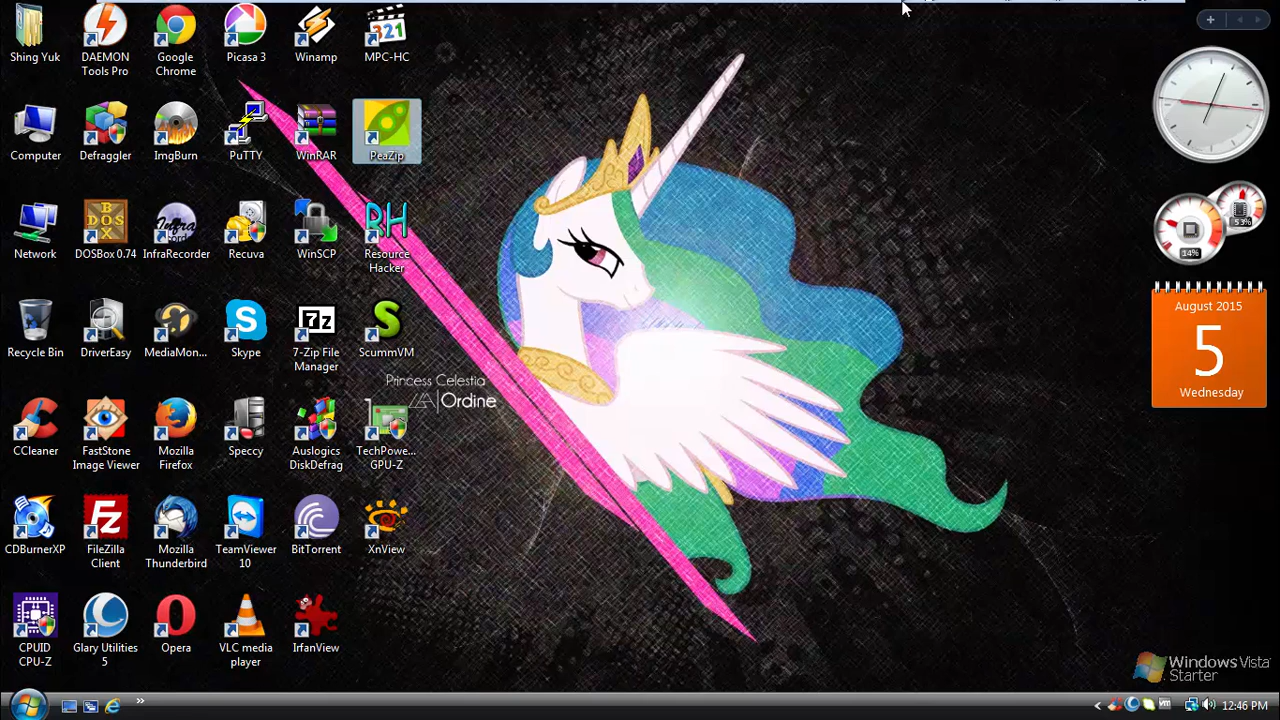 Shing Yuk
DAEMON
Tools Pro
Google
Chrome
Picasa 3
Winamp
MPC-HC
Computer
Defraggler
ImgBurn
PuTTY
WinRAR
PeaZip
Network
DOSBox 0.74
InfraRecorder
Recuva
WinSCP
Resource
Hacker
Recycle Bin
DriverEasy
MediaMon...
Skype
7-Zip File
Manager
ScummVM
CCleaner
FastStone
Image Viewer
Mozilla
Firefox
Speccy
Auslogics
DiskDefrag
TechPowe...
GPU-Z
CDBurnerXP
FileZilla
Client
Mozilla
Thunderbird
TeamViewer
10
BitTorrent
XnView
CPUID
CPU-Z
Glary Utilities
5
Opera
VLC media
player
IrfanView
Princess Celestia
Ordine
53%
14%
August 2015
5
Wednesday
Windows Vista
Starter
12:46 PM